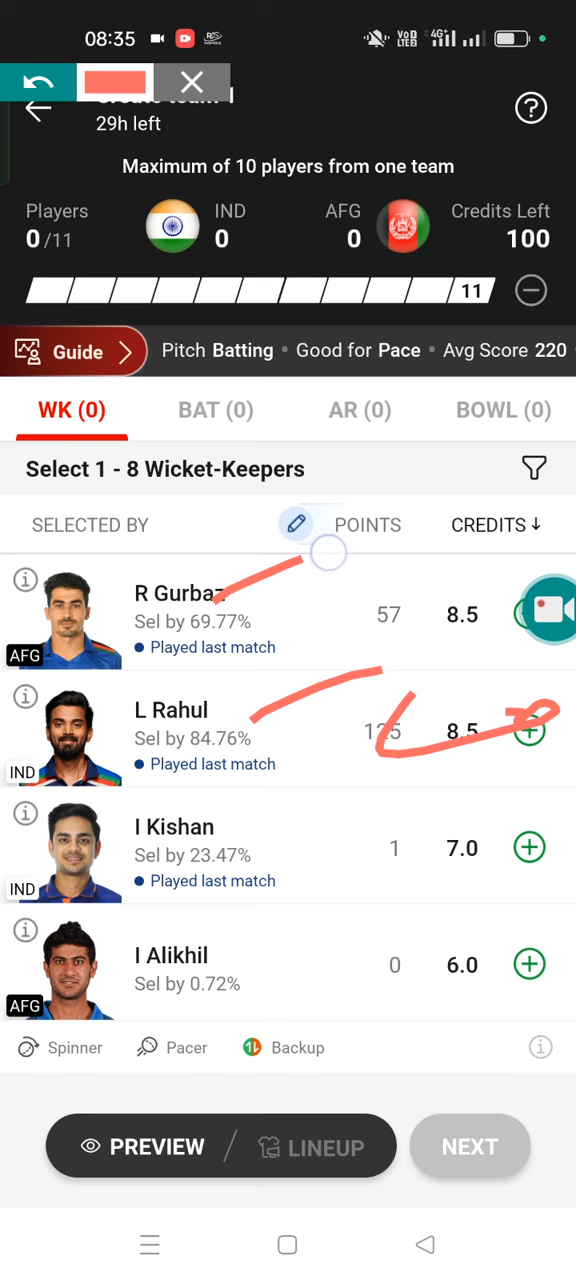 08:35 VoD LTE2 4G
29h left
Maximum of 10 players from one team
Players IND AFG Credits Left
0/11 0 0 100
11
Guide Pitch Batting • Good for Pace • Avg Score 220
WK (0) BAT (0) AR (0) BOWL (0)
Select 1 - 8 Wicket-Keepers
SELECTED BY POINTS CREDITS↓
R Gurbaz
Sel by 69.77% 57 8.5
AFG • Played last match
L Rahul
Sel by 84.76% 125 8.5
IND • Played last match
I Kishan
Sel by 23.47% 1 7.0
IND • Played last match
I Alikhil
Sel by 0.72% 0 6.0
AFG
Spinner Pacer Backup
PREVIEW / LINEUP NEXT